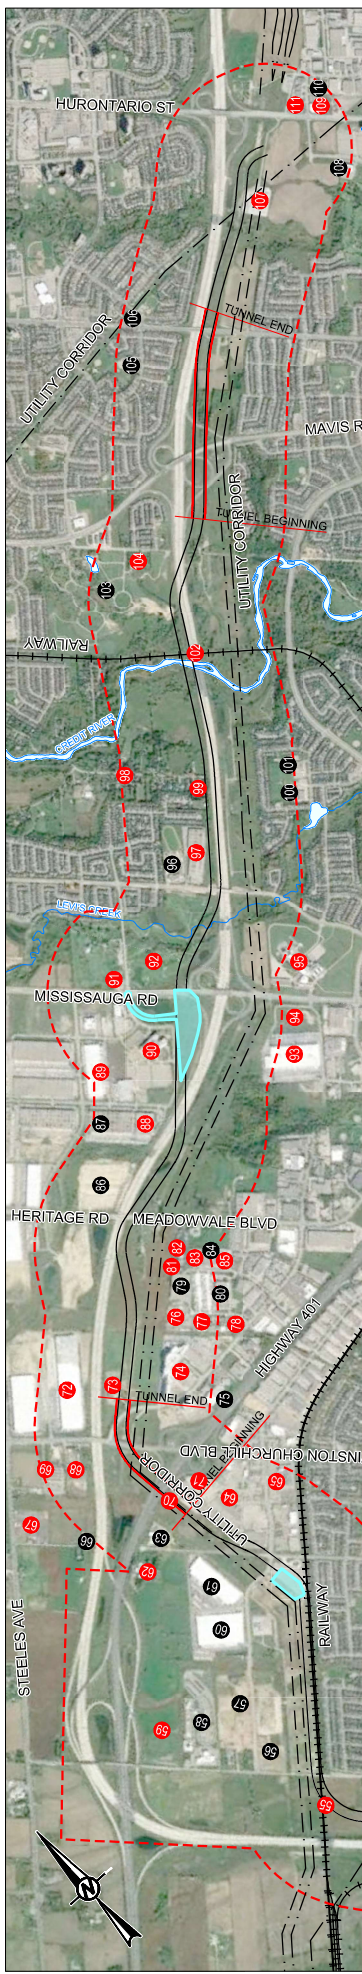 110
HURONTARIO ST
111
109
108
107
106
TUNNEL END
UTILITY CORRIDOR
105
MAVIS R
TUNNEL BEGINNING
UTILITY CORRIDOR
104
103
RAILWAY
102
CREDIT RIVER
101
98
99
100
97
96
LEVIS CREEK
92
95
91
MISSISSAUGA RD
94
90
93
89
87
88
86
HERITAGE RD
MEADOWVALE BLVD
82
84
83
85
81
79
80
76
77
78
HIGHWAY 401
74
73
72
TUNNEL END
75
INSTON CHURCHILL BLVD
69
68
71
65
UTILITY CORRIDOR
NEL BEGINNING
64
70
67
66
63
62
61
RAILWAY
60
STEELES AVE
57
58
59
56
55
N